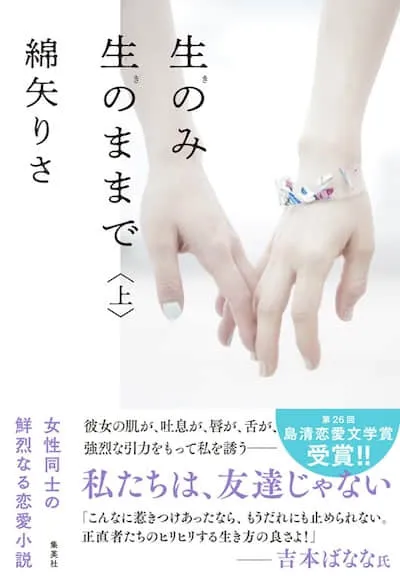 生のみ
き
生のままで〈上〉
き
綿矢りさ
第26回
島清恋愛文学賞
受賞!!
彼女の肌が、吐息が、唇が、舌が、
強烈な引力をもって私を誘う——
私たちは、友達じゃない
「こんなに惹きつけあったなら、もうだれにも止められない。
正直者たちのヒリヒリする生き方の良さよ!」
——吉本ばなな氏
女性同士の
鮮烈なる恋愛小説
集英社